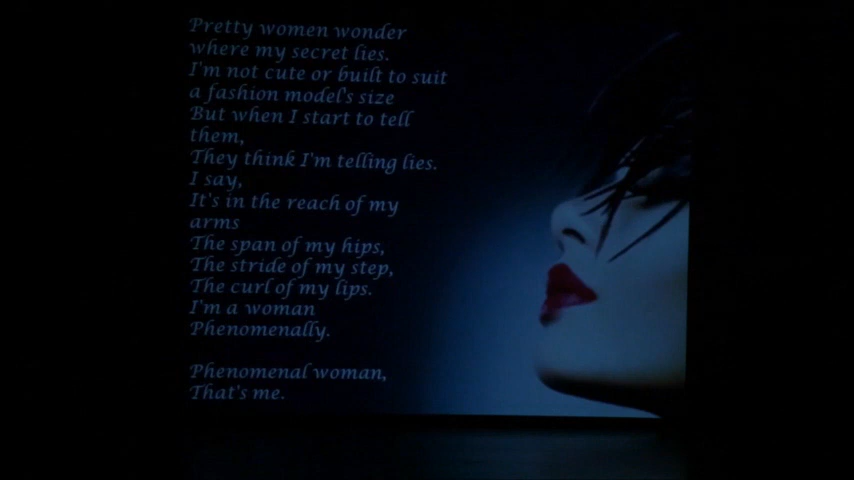 Pretty women wonder
where my secret lies.
I'm not cute or built to suit
a fashion model's size
But when I start to tell
them,
They think I'm telling lies.
I say,
It's in the reach of my
arms
The span of my hips,
The stride of my step,
The curl of my lips.
I'm a woman
Phenomenally.
Phenomenal woman,
That's me.